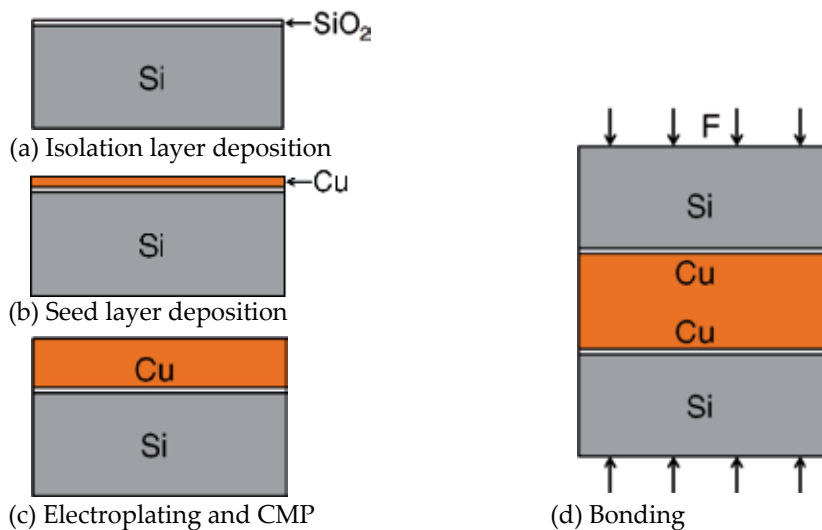 SiO₂
Si
(a) Isolation layer deposition
Cu
Si
(b) Seed layer deposition
Cu
Si
(c) Electroplating and CMP
F
Si
Cu
Cu
Si
(d) Bonding